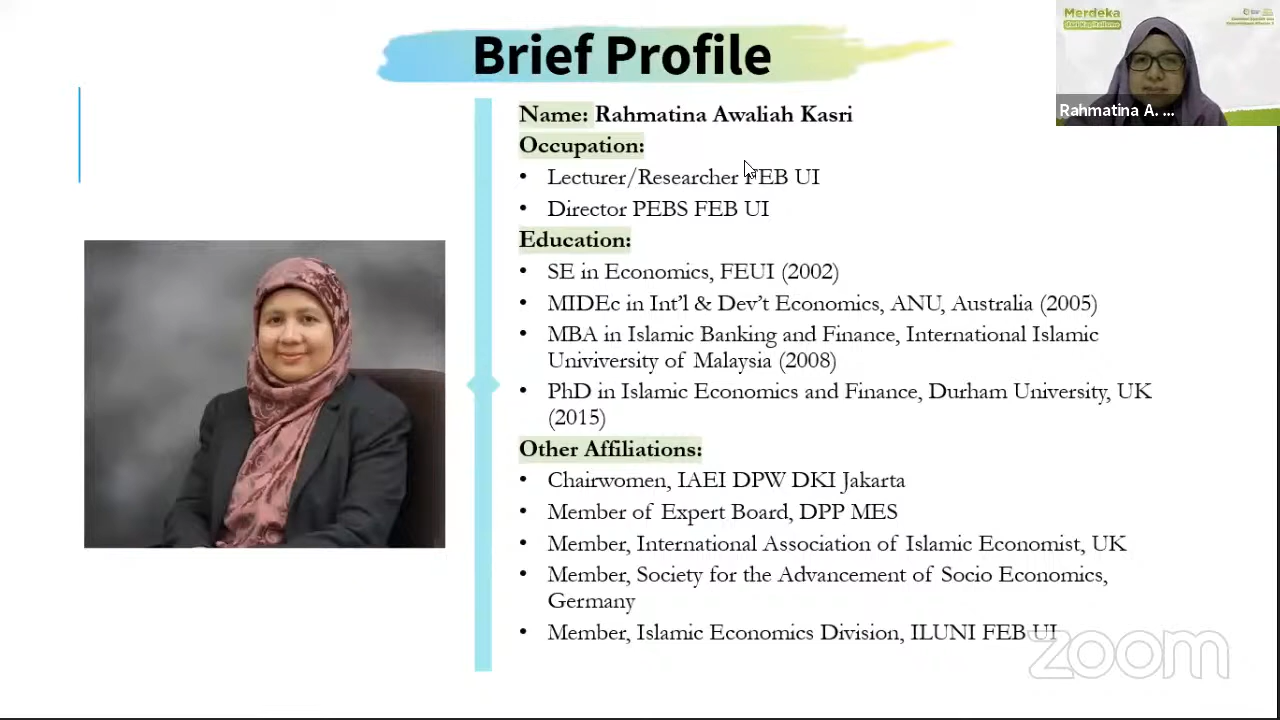 Brief Profile
Merdeka
Rahmatina A. ...
Name: Rahmatina Awaliah Kasri
Occupation:
• Lecturer/Researcher FEB UI
• Director PEBS FEB UI
Education:
• SE in Economics, FEUI (2002)
• MIDEc in Int'l & Dev't Economics, ANU, Australia (2005)
• MBA in Islamic Banking and Finance, International Islamic
Univiversity of Malaysia (2008)
• PhD in Islamic Economics and Finance, Durham University, UK
(2015)
Other Affiliations:
• Chairwomen, IAEI DPW DKI Jakarta
• Member of Expert Board, DPP MES
• Member, International Association of Islamic Economist, UK
• Member, Society for the Advancement of Socio Economics,
Germany
• Member, Islamic Economics Division, ILUNI FEB UI
zoom